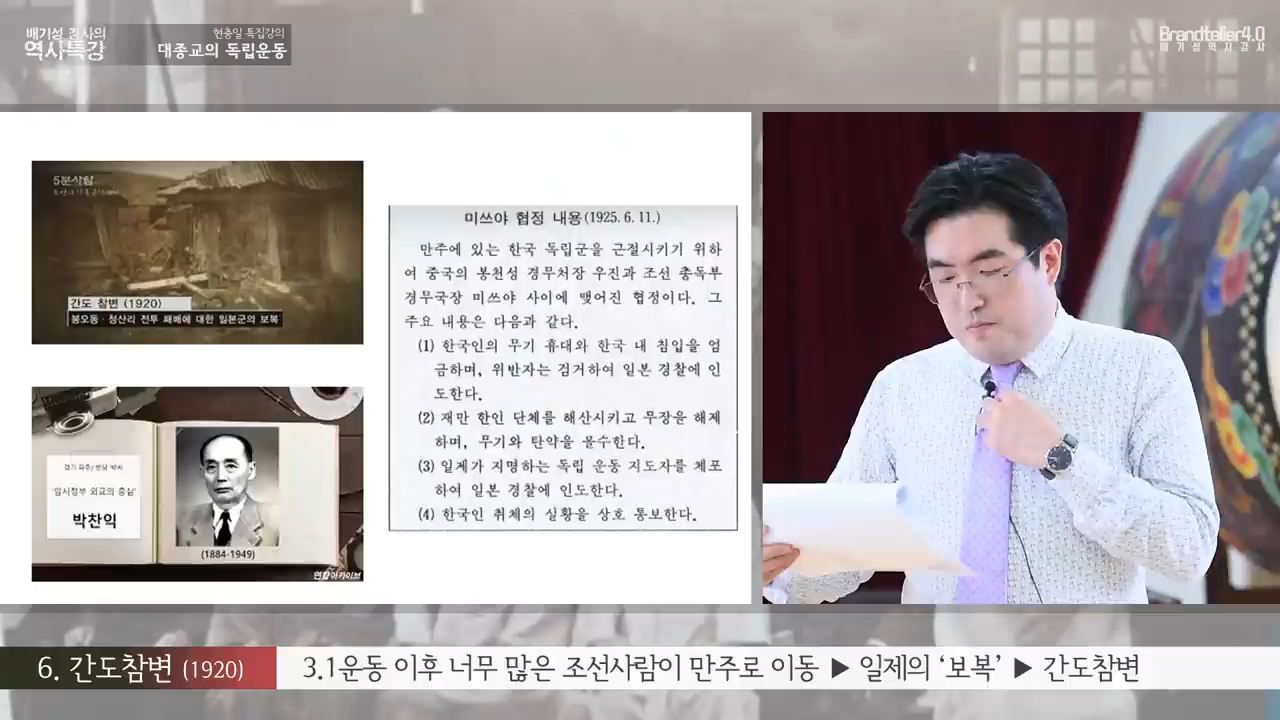 배기성 강사의
역사특강
현충일 특집강의
대종교의 독립운동
Brandtelier4.0
배기성역사강사
5분사탐
간도 참변 (1920)
봉오동·청산리 전투 패배에 대한 일본군의 보복
경기 파주/ 반남 박씨
'임시정부 외교의 중심'
박찬익
(1884-1949)
연합아카이브
미쓰야 협정 내용(1925. 6. 11.)
만주에 있는 한국 독립군을 근절시키기 위하
여 중국의 봉천성 경무처장 우진과 조선 총독부
경무국장 미쓰야 사이에 맺어진 협정이다. 그
주요 내용은 다음과 같다.
(1) 한국인의 무기 휴대와 한국 내 침입을 엄
금하며, 위반자는 검거하여 일본 경찰에 인
도한다.
(2) 재만 한인 단체를 해산시키고 무장을 해제
하며, 무기와 탄약을 몰수한다.
(3) 일제가 지명하는 독립 운동 지도자를 체포
하여 일본 경찰에 인도한다.
(4) 한국인 취체의 실황을 상호 통보한다.
6. 간도참변 (1920)
3.1운동 이후 너무 많은 조선사람이 만주로 이동 ▶ 일제의 '보복' ▶ 간도참변